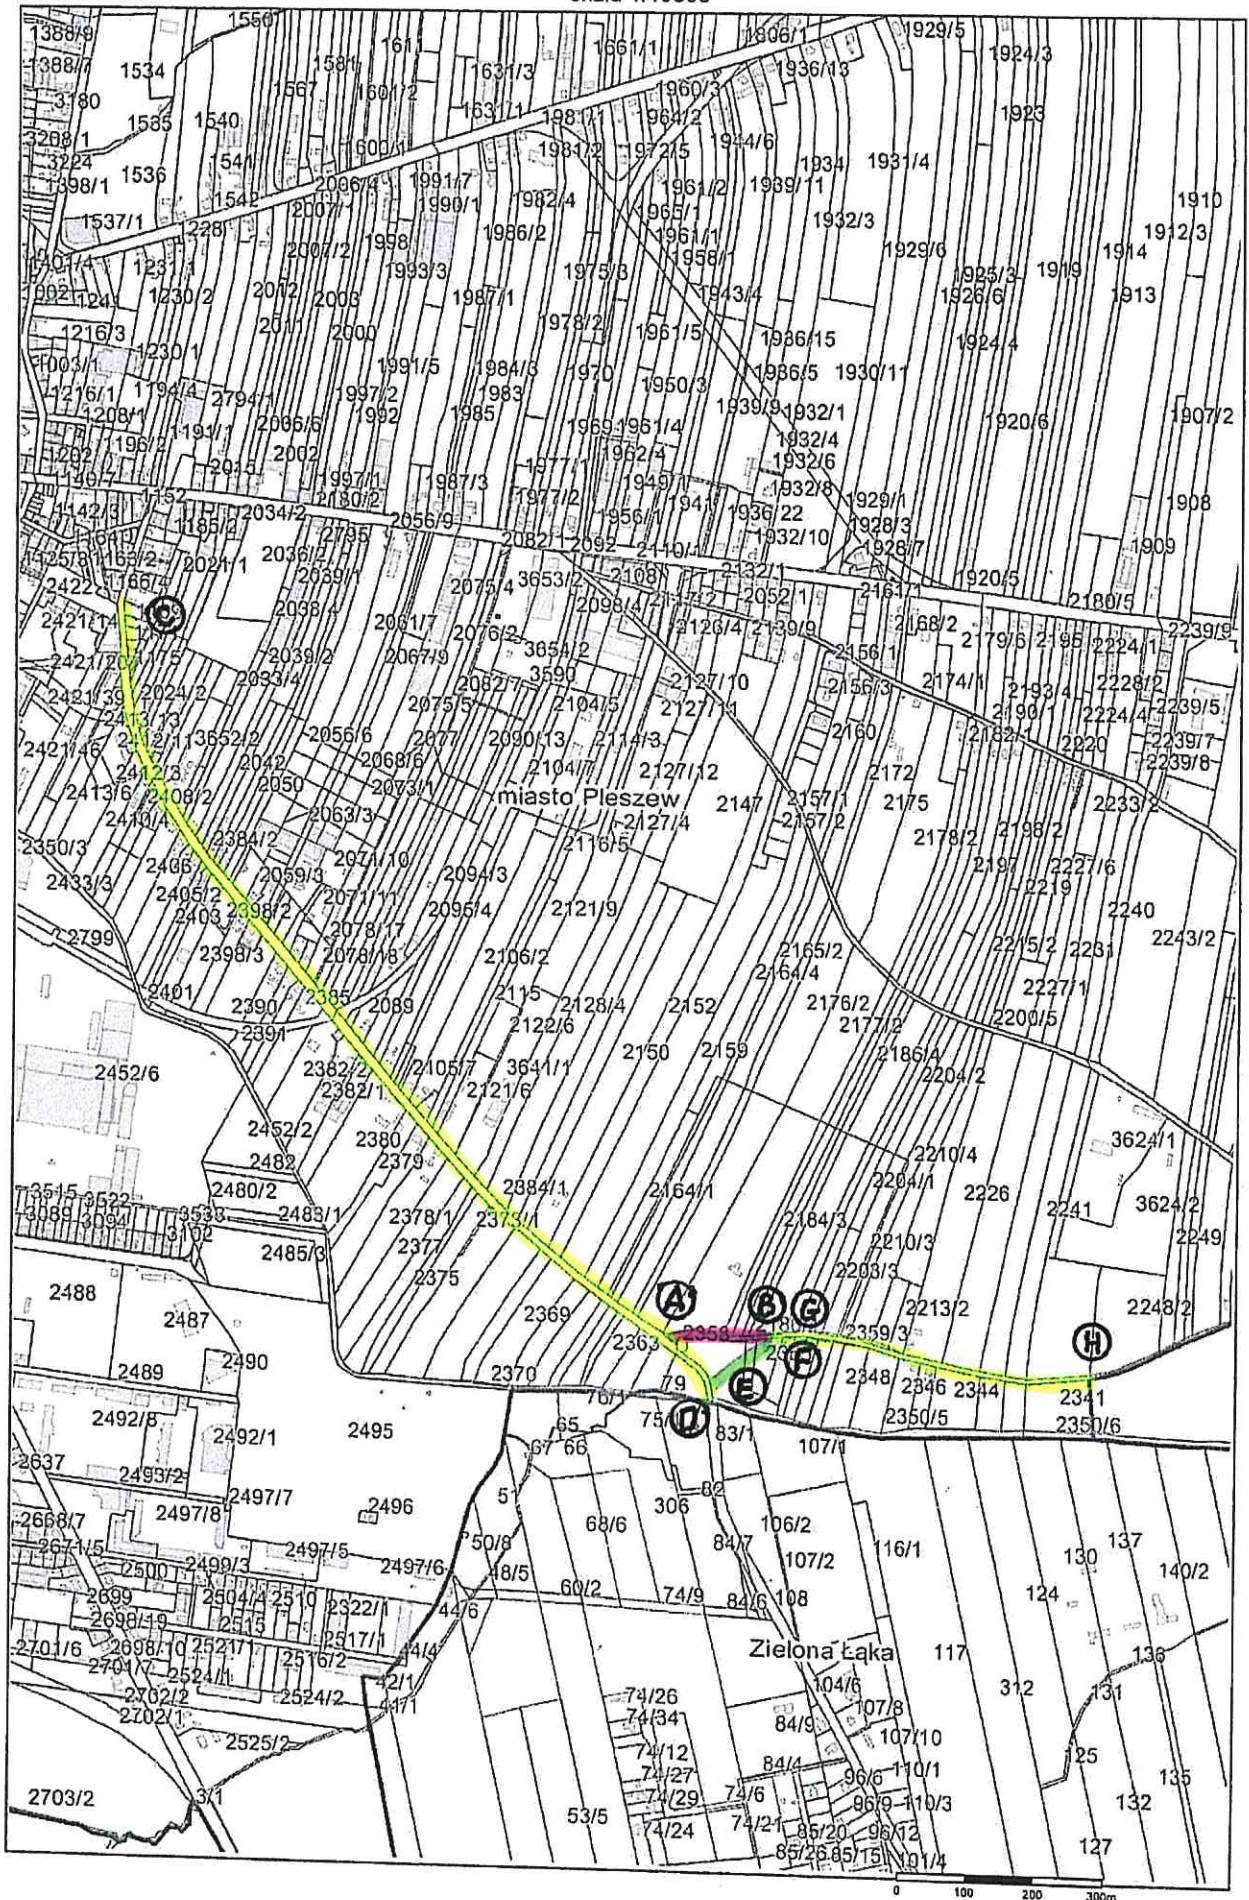 1388/9 1550 1611 1661/1 1806/1 1929/5
1388/7 1534 1567 1581 1601/2 1631/3 1936/13 1924/3
3180 1631/1 1960/3
3208/1 1585 1540 1981/1 1964/2 1923
3224 1541 1600/1 1981/2 1972/5 1944/6
1398/1 1536 1542 2006/4 1991/7 1961/2 1939/11 1934 1931/4
1537/1 228 2007/1 1990/1 1982/4 1965/1 1932/3 1910
1998 1986/2 1961/1 1912/3
1401/4 1231/1 2007/2 1993/3 1975/3 1958/1 1929/6 1925/3 1919 1914
1002 1241 1230/2 2012 2003 1987/1 1943/4 1926/6 1913
1216/3 2011 2000 1978/2 1961/5 1936/15
1003/1 1230/1 1991/5 1984/3 1970 1936/5 1930/11 1924/4
1216/1 1194/4 2794/1 1997/2 1983 1950/3
1208/1 1191/1 2006/6 1992 1985 1969 1961/4 1939/9 1932/1 1920/6 1907/2
1202 1196/2 2015 2002 1977/1 1962/4 1932/4
1140/7 1152 1997/1 1987/3 1949/1 1932/6
1142/3 2034/2 2180/2 1977/2 1941 1932/8 1929/1 1908
1185/2 2795 2056/9 1956/1 1936/22 1928/3
1163/2 2021/1 2036/2 2082/1 2092 2110/1 1932/10 1928/7 1909
2422 1166/4 2039/1 2075/4 3653/2 2108 2132/1 1920/5
2421/14 C 2038/4 2061/7 2098/4 2052/1 2161/1 2180/5
2076/2 2126/4 2139/9 2168/2 2179/6 2195 2224/1 2239/9
1175 2039/2 2067/9 3654/2 2156/1
2421/39 2024/2 2033/4 2082/7 3590 2127/10 2156/3 2174/1 2193/4 2228/2
2075/5 2104/5 2127/11 2190/1 2224/4 2239/5
2421/46 3652/2 2056/6 2077 2090/13 2114/3 2160 2182/1 2220 2239/7
2412/3 2042 2068/6 2104/7 2127/12 2172 2239/8
2413/6 2408/2 2050 2073/1 miasto Pleszew 2147 2157/1 2175 2233/2
2410/4 2063/3 2127/4 2157/2
2350/3 2384/2 2116/5 2178/2 2198/2
2406 2059/3 2071/10 2094/3 2197 2227/6
2433/3 2405/2 2071/11 2219
2403 2398/2 2095/4 2121/9 2240
2799 2398/3 2078/17 2106/2 2165/2 2215/2 2231 2243/2
2078/18 2164/4
2401 2390 2385 2089 2115 2128/4 2152 2176/2 2227/1
2391 2122/6 2177/2 2200/5
2452/6 2382/2 2105/7 3641/1 2150 2159 2186/4
2382/1 2121/6 2204/2
2452/2 2380 3624/1
2482 2379 2210/4
3515 3522 2480/2 2384/1 2164/1 2204/1 2226 3624/2
3089 3094 3533 2483/1 2378/1 2373/1 2184/3 2241
3102 2485/3 2377 2210/3 2249
2375 2203/3
2488 2487 2369 A B G 2213/2 2248/2
2363 2358 2359/3 H
2490 F
2489 2370 79 E 2348 2346 2344 2341
2492/8 76/ D 2350/5 2350/6
2492/1 2495 65 83/1 107/1
2637 67 66
2493/2 2497/7 51 306 82
2668/7 2497/8 2496 68/6 106/2
2671/5 2497/5 50/8 84/7 107/2 116/1 130 137
2500 2499/3 2497/6 48/5 60/2 74/9 84/6 108 124 140/2
2699 2504/4 2510 2322/1 44/6
2698/19 2515 2517/1 Zielona Łąka
2701/6 2698/10 2521/1 2516/2 44/4 117 136
2701/7 2524/1 42/1 104/6 312
2702/2 2524/2 41/1 74/26 107/8 131
2702/1 74/34 84/9 107/10
2525/2 74/12 84/4 125
74/27 96/6 110/1 135
2703/2 3/1 74/29 74/6 96/9 110/3 132
53/5 74/24 74/21 85/20 96/12 127
85/26 85/15 101/4
0 100 200 300m